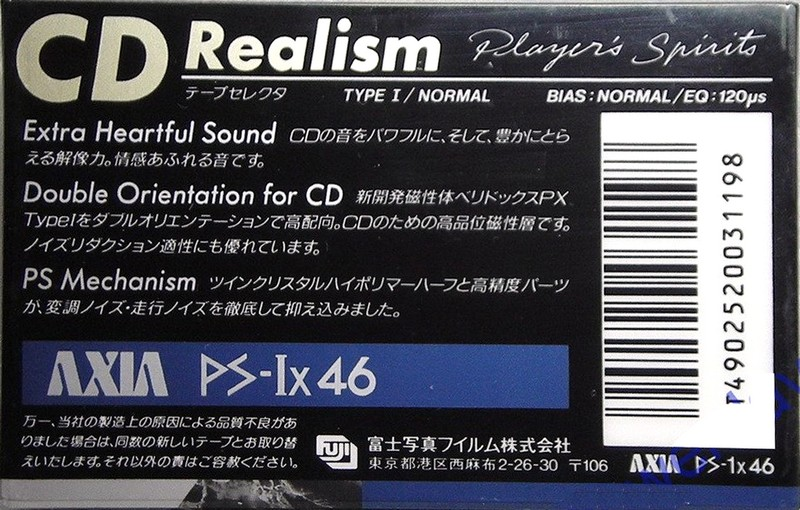 CD Realism Player's Spirits
テープセレクタ TYPE I/NORMAL BIAS:NORMAL/EQ:120μs
Extra Heartful Sound CDの音をパワフルに、そして、豊かにとら
える解像力。情感あふれる音です。
Double Orientation for CD 新開発磁性体ベリドックスPX
TypeIをダブルオリエンテーションで高配向。CDのための高品位磁性層です。
ノイズリダクション適性にも優れています。
PS Mechanism ツインクリスタルハイポリマーハーフと高精度パーツ
が、変調ノイズ・走行ノイズを徹底して抑え込みました。
AXIA PS-Ix 46
万一、当社の製造上の原因による品質不良があ
りました場合は、同数の新しいテープとお取り替
えいたします。それ以外の責はご容赦ください。
FUJI 富士写真フイルム株式会社
東京都港区西麻布2-26-30 〒106
4902520031198
AXIA PS-Ix 46